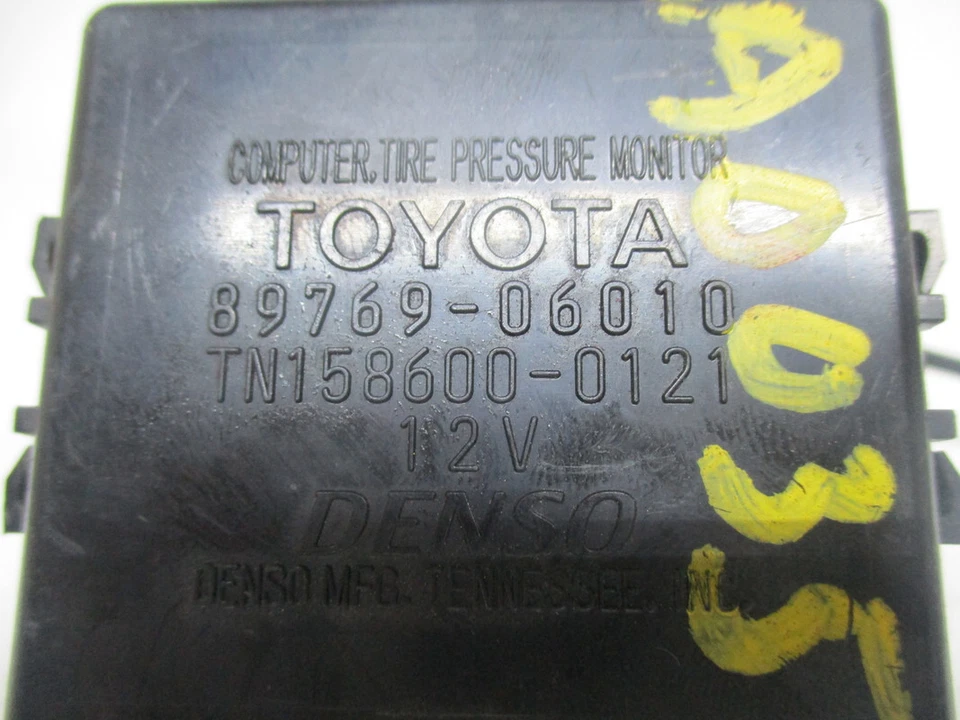 COMPUTER.TIRE PRESSURE MONITOR
TOYOTA
89769-06010
TN158600-0121
12V
DENSO
DENSO MFG. TENNESSEE, INC.